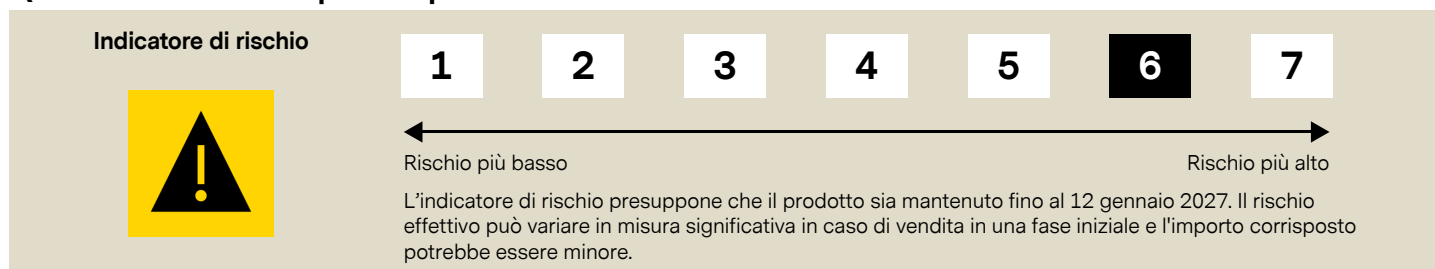 Indicatore di rischio
1 2 3 4 5 6 7
Rischio più basso Rischio più alto
L'indicatore di rischio presuppone che il prodotto sia mantenuto fino al 12 gennaio 2027. Il rischio
effettivo può variare in misura significativa in caso di vendita in una fase iniziale e l'importo corrisposto
potrebbe essere minore.